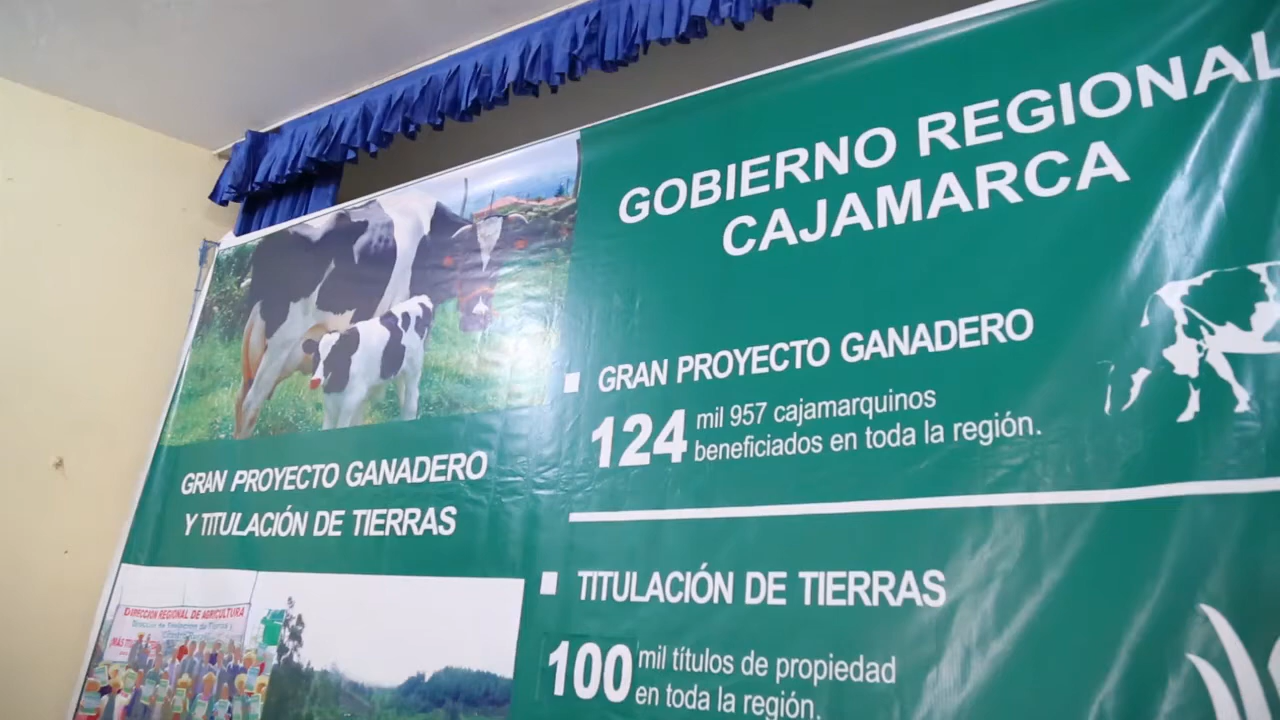 GOBIERNO REGIONAL
CAJAMARCA
GRAN PROYECTO GANADERO
124 mil 957 cajamarquinos
beneficiados en toda la región.
GRAN PROYECTO GANADERO
Y TITULACIÓN DE TIERRAS
TITULACIÓN DE TIERRAS
100 mil títulos de propiedad
en toda la región.
DIRECCIÓN REGIONAL DE AGRICULTURA